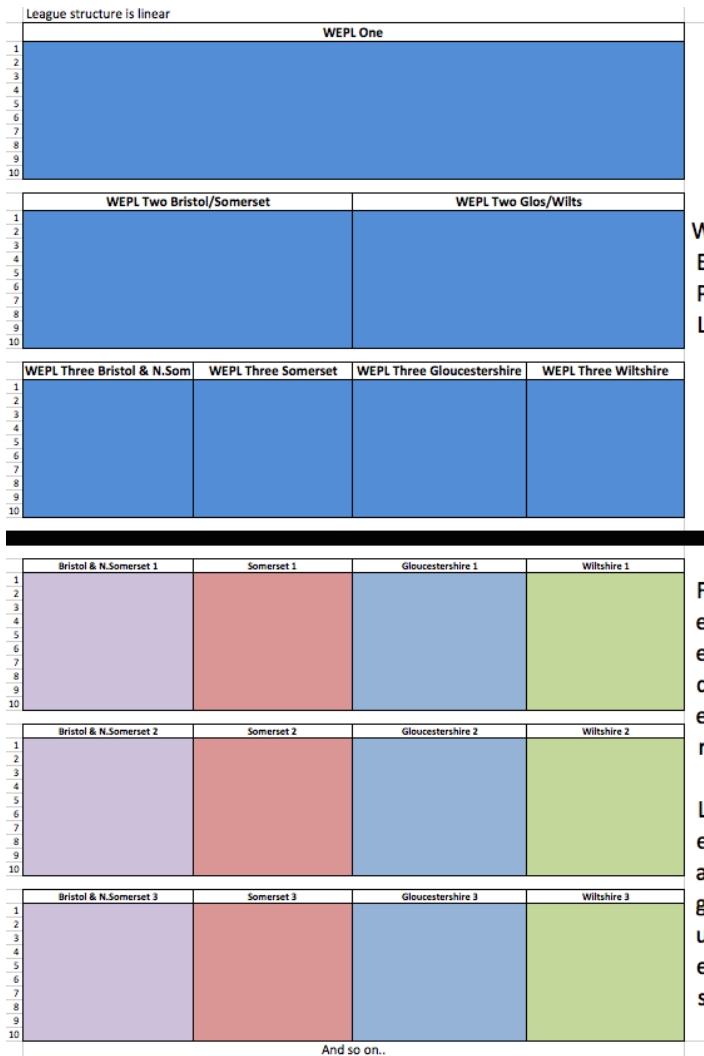 League structure is linear
WEPL One
1
2
3
4
5
6
7
8
9
10
WEPL Two Bristol/Somerset WEPL Two Glos/Wilts
1
2
3
4
5
6
7
8
9
10
WEPL Three Bristol & N.Som WEPL Three Somerset WEPL Three Gloucestershire WEPL Three Wiltshire
1
2
3
4
5
6
7
8
9
10
W
E
P
L
Bristol & N.Somerset 1 Somerset 1 Gloucestershire 1 Wiltshire 1
1
2
3
4
5
6
7
8
9
10
Bristol & N.Somerset 2 Somerset 2 Gloucestershire 2 Wiltshire 2
1
2
3
4
5
6
7
8
9
10
Bristol & N.Somerset 3 Somerset 3 Gloucestershire 3 Wiltshire 3
1
2
3
4
5
6
7
8
9
10
F
e
e
d
e
r
L
e
a
g
u
e
s
And so on..